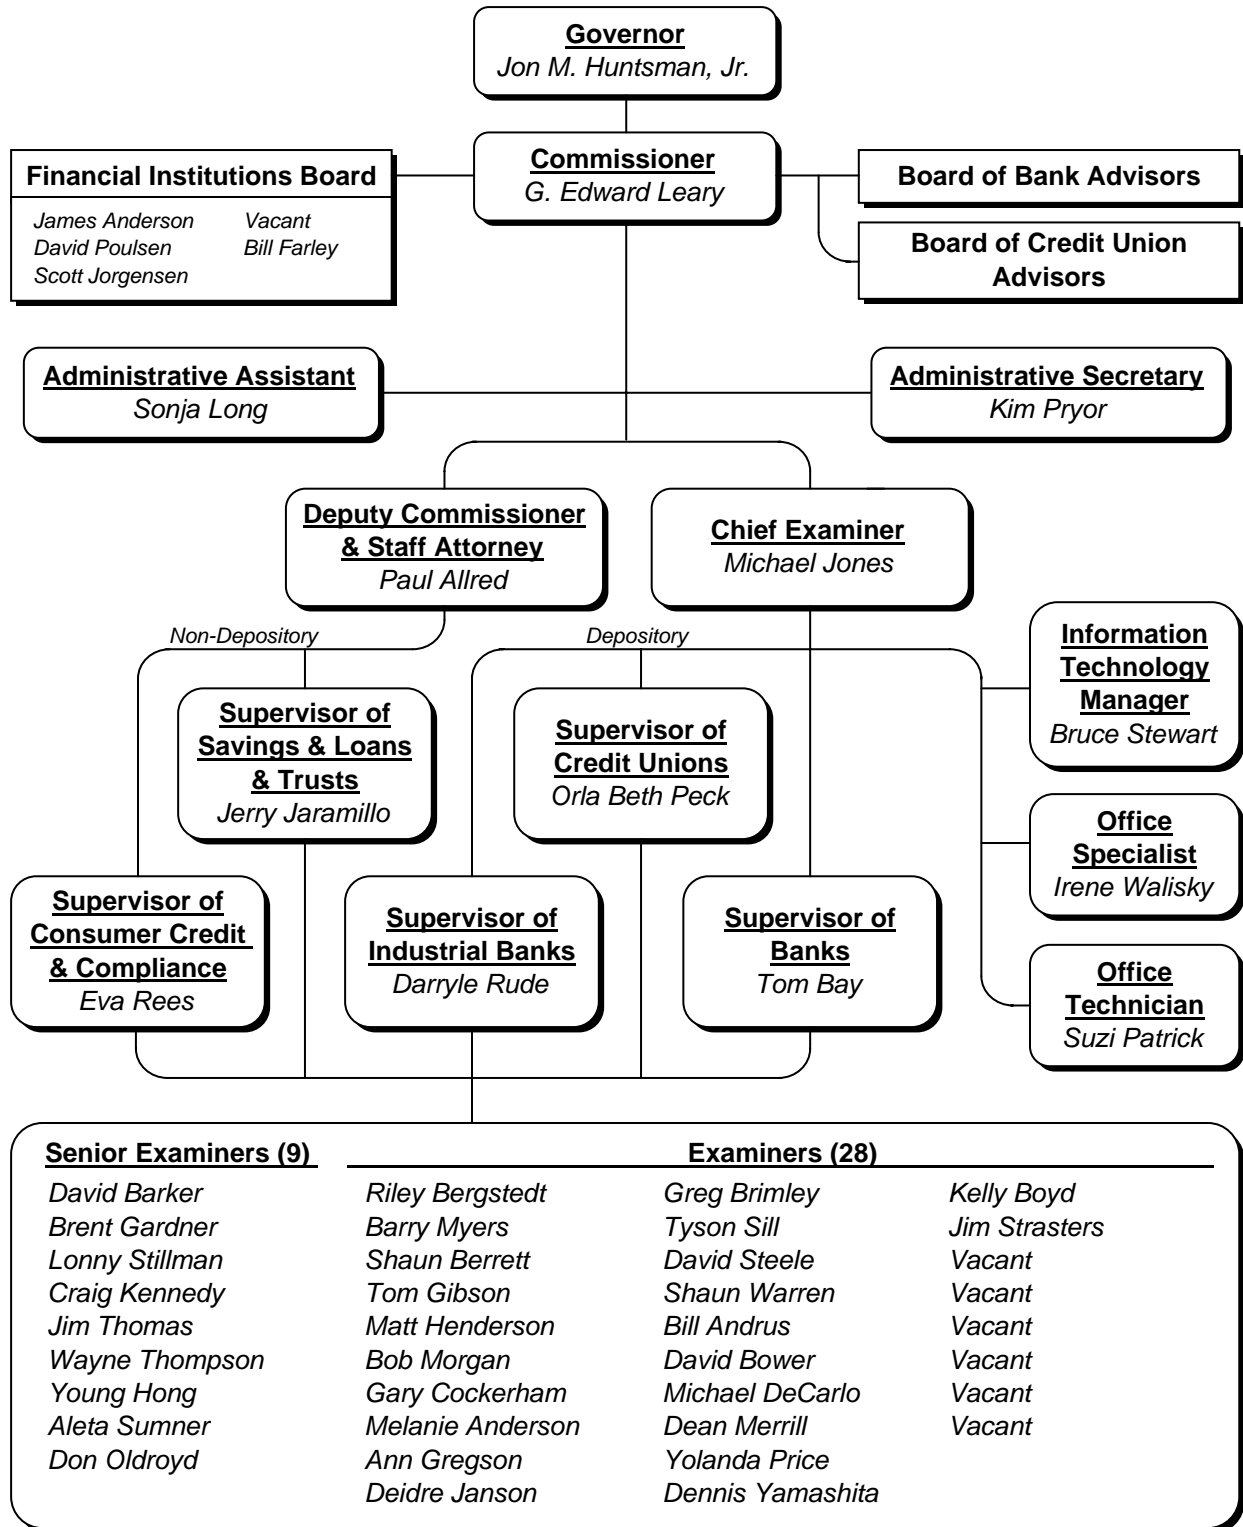 Governor
Jon M. Huntsman, Jr.
Commissioner
G. Edward Leary
Financial Institutions Board
James Anderson Vacant
David Poulsen Bill Farley
Scott Jorgensen
Board of Bank Advisors
Board of Credit Union
Advisors
Administrative Assistant
Sonja Long
Administrative Secretary
Kim Pryor
Deputy Commissioner
& Staff Attorney
Paul Allred
Chief Examiner
Michael Jones
Non-Depository
Depository
Information
Technology
Manager
Bruce Stewart
Supervisor of
Savings & Loans
& Trusts
Jerry Jaramillo
Supervisor of
Credit Unions
Orla Beth Peck
Office
Specialist
Irene Walisky
Supervisor of
Consumer Credit
& Compliance
Eva Rees
Supervisor of
Industrial Banks
Darryle Rude
Supervisor of
Banks
Tom Bay
Office
Technician
Suzi Patrick
Senior Examiners (9) Examiners (28)
David Barker Riley Bergstedt Greg Brimley Kelly Boyd
Brent Gardner Barry Myers Tyson Sill Jim Strasters
Lonny Stillman Shaun Berrett David Steele Vacant
Craig Kennedy Tom Gibson Shaun Warren Vacant
Jim Thomas Matt Henderson Bill Andrus Vacant
Wayne Thompson Bob Morgan David Bower Vacant
Young Hong Gary Cockerham Michael DeCarlo Vacant
Aleta Sumner Melanie Anderson Dean Merrill Vacant
Don Oldroyd Ann Gregson Yolanda Price
Deidre Janson Dennis Yamashita